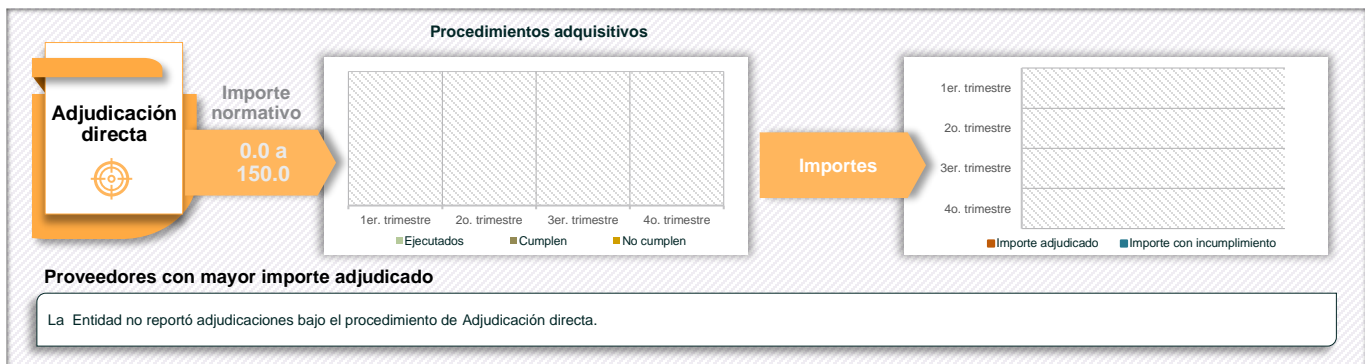 Procedimientos adquisitivos
Adjudicación
directa
Importe
normativo
0.0 a
150.0
1er. trimestre
2o. trimestre
3er. trimestre
4o. trimestre
Ejecutados
Cumplen
No cumplen
Importes
1er. trimestre
2o. trimestre
3er. trimestre
4o. trimestre
Importe adjudicado
Importe con incumplimiento
Proveedores con mayor importe adjudicado
La Entidad no reportó adjudicaciones bajo el procedimiento de Adjudicación directa.